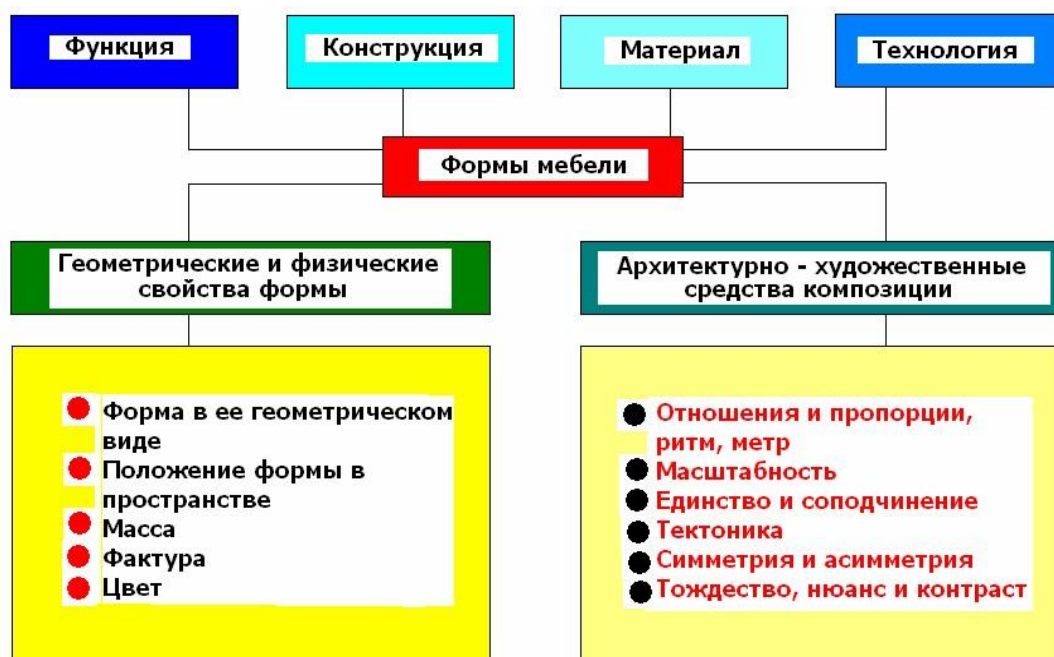 Функция
Конструкция
Материал
Технология
Формы мебели
Геометрические и физические
свойства формы
Архитектурно - художественные
средства композиции
Форма в ее геометрическом
виде
Положение формы в
пространстве
Масса
Фактура
Цвет
Отношения и пропорции,
ритм, метр
Масштабность
Единство и соподчинение
Тектоника
Симметрия и асимметрия
Тождество, нюанс и контраст